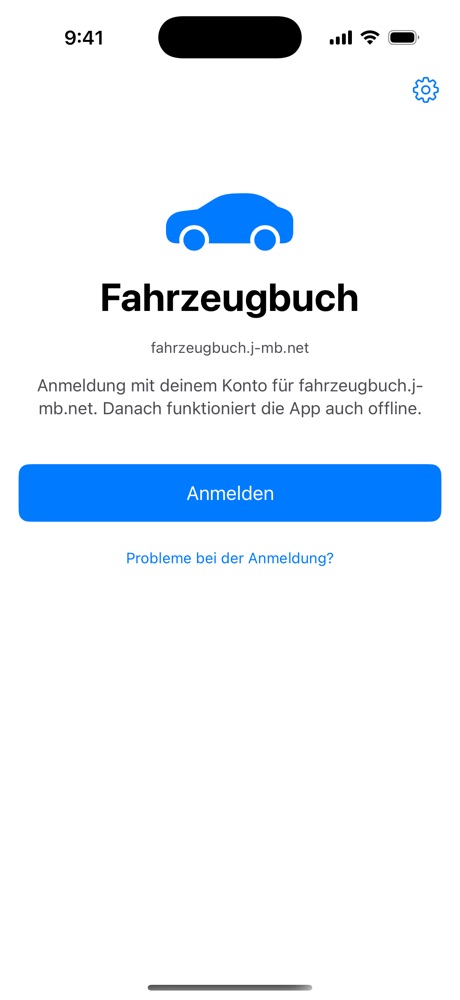 9:41
Fahrzeugbuch
fahrzeugbuch.j-mb.net
Anmeldung mit deinem Konto für fahrzeugbuch.j-
mb.net. Danach funktioniert die App auch offline.
Anmelden
Probleme bei der Anmeldung?